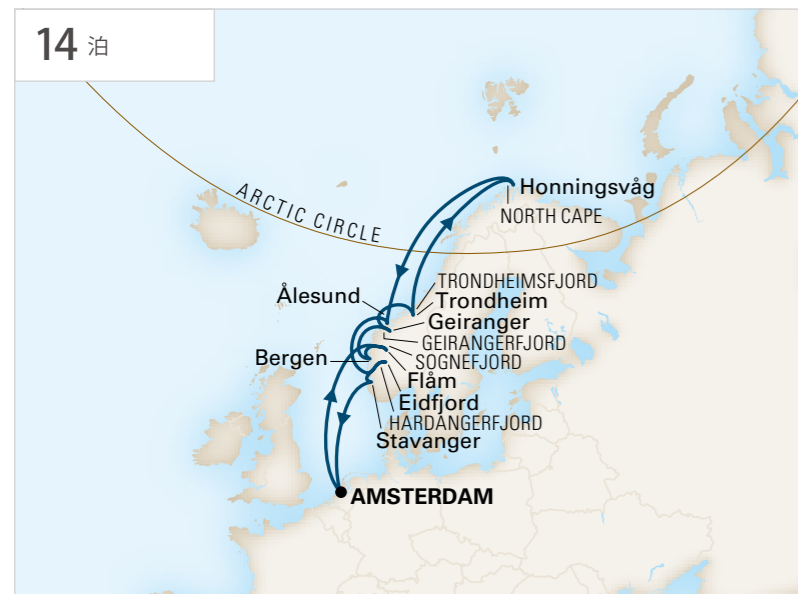 14 泊
ARCTIC CIRCLE
Honningsvåg
NORTH CAPE
TRONDHEIMSFJORD
Ålesund
Trondheim
Geiranger
GEIRANGERFJORD
Bergen
SOGNEFJORD
Flåm
Eidfjord
HARDANGERFJORD
Stavanger
AMSTERDAM